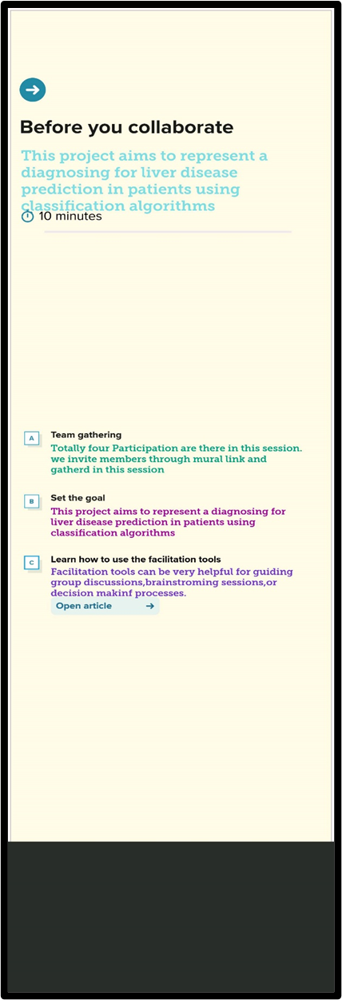 Before you collaborate
This project aims to represent a
diagnosing for liver disease
prediction in patients using
classification algorithms
10 minutes
A
Team gathering
Totally four Participation are there in this session.
we invite members through mural link and
gatherd in this session
B
Set the goal
This project aims to represent a diagnosing for
liver disease prediction in patients using
classification algorithms
C
Learn how to use the facilitation tools
Facilitation tools can be very helpful for guiding
group discussions,brainstroming sessions,or
decision makinf processes.
Open article